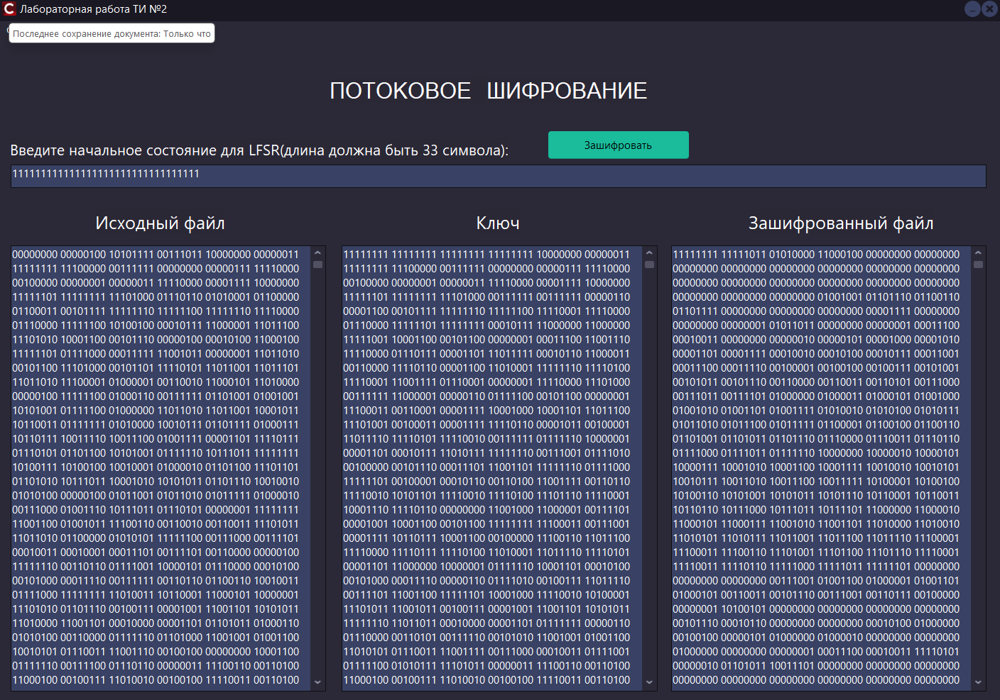 Лабораторная работа ТИ №2
Последнее сохранение документа: Только что
ПОТОКОВОЕ ШИФРОВАНИЕ
Введите начальное состояние для LFSR(длина должна быть 33 символа):
Зашифровать
111111111111111111111111111111111
Исходный файл
00000000 00000100 10101111 00111011 10000000 00000011
11111111 11100000 00111111 00000000 00000111 11110000
00100000 00000001 00000011 11110000 00001111 10000000
11111101 11111111 11101000 01110110 01010001 01100000
01100011 00101111 11111110 11111100 11111110 11110000
01110000 11111100 10100100 00010111 11000001 11011100
11101010 10001100 00101110 00000100 00010100 11000100
11111101 01111000 00011111 11001011 00000001 11011010
00101100 11101000 00101101 11110101 11011001 11011101
11011010 11100001 01000001 00110010 11000101 11010000
00000100 11111100 01000110 00111111 01101001 01001001
10101001 01111100 01000000 11011010 11011001 10001011
10110011 01111111 01010000 10010111 01101111 01000111
10110111 10011110 10011100 01001111 00001101 11110111
01110101 01101100 10101001 01111110 10111011 11111111
10100111 10100100 10010001 01000010 01101100 11101101
01101010 10111011 10001010 10101011 01101110 10010010
01010100 00000100 01011001 01011010 01011111 01000010
00111000 01001110 10111011 01110101 00000001 11111111
11001100 01001011 11100110 00110010 00110011 11101011
11011010 01100000 01010101 11111100 00111000 00111101
00010011 00010001 00011101 00111101 00110000 00000100
11111110 00110110 01111001 10000101 01110000 00010100
00101000 00011110 00111111 00110110 01100110 10010011
01111000 11111111 11010011 10110001 11000101 10000001
11101010 01101110 00100111 00001001 11001101 10101011
11010000 11001101 00010000 00001101 01101011 01000110
01010100 00110000 01111110 01101000 11001001 01001100
10010101 01110011 11001110 00100100 00000000 10001100
01111110 00111100 01110110 00000011 11100110 00110100
11000100 00100111 11010010 00100100 11110011 00110100
Ключ
11111111 11111111 11111111 11111111 10000000 00000011
11111111 11100000 00111111 00000000 00000111 11110000
00100000 00000001 00000011 11110000 00001111 10000000
11111101 11111111 11101000 00111111 00111111 00000110
00001100 00101111 11111110 11111100 11110001 11110000
01110000 11111101 11111111 00010111 11000000 11000000
11111001 10001100 00101100 00000001 00011100 11001110
11110000 01110111 00001101 11011111 00010110 11000011
00110000 11110110 00001100 11010001 11111110 11110100
11110001 11001111 01110001 00000001 11110000 11101000
00111111 11000001 00000110 01111100 00101100 00000001
11100011 00110001 00001111 10001000 10001101 11011100
11101001 00100011 00001111 11110110 00001011 00100001
11011110 11110101 11110010 00111111 01111110 10000001
00001101 00010111 11010111 11111110 00111001 01111010
00100000 00101110 00011101 11001101 11111110 01111000
11111101 00100001 00010110 00110100 11001111 00110110
11110010 10101101 11110010 11110100 11101110 11110001
10001110 11110110 00000000 11001000 11000001 00111101
00001001 10001100 00101100 11111111 11100011 00111001
00001111 10110111 10001100 00100000 11100110 11011100
11110000 11110111 11110100 11010001 11011110 11110101
00001101 11000000 10000001 01111110 10001101 00010100
00101000 00011110 00000110 01111010 00100111 11011110
00111101 11001100 11111101 10001000 11110010 10100001
11101011 11001011 00100111 00001001 11001101 10101011
11111110 11011011 00010000 00001101 01111111 00000110
01110000 00110101 00111110 00101010 11001001 01001100
11010101 01110011 11001111 00111000 00010011 01111001
01111100 01010111 11101011 00000011 11100110 00110100
11000100 00100111 11010010 00100100 11110011 00110100
Зашифрованный файл
11111111 11111011 01010000 11000100 00000000 00000000
00000000 00000000 00000000 00000000 00000000 00000000
00000000 00000000 00000000 00000000 00000000 00000000
00000000 00000000 00000000 01001001 01101110 01100110
01101111 00000000 00000000 00000000 00001111 00000000
00000000 00000001 01011011 00000000 00000001 00011100
00010011 00000000 00000010 00000101 00001000 00001010
00001101 00001111 00010010 00010100 00010111 00011001
00011100 00011110 00100001 00100100 00100111 00101001
00101011 00101110 00110000 00110011 00110101 00111000
00111011 00111101 01000000 01000011 01000101 01001000
01001010 01001101 01001111 01010010 01010100 01010111
01011010 01011100 01011111 01100001 01100100 01100110
01101001 01101011 01101110 01110000 01110011 01110110
01111000 01111011 01111110 10000000 10000010 10000101
10000111 10001010 10001100 10001111 10010010 10010101
10010111 10011010 10011100 10011111 10100001 10100100
10100110 10101001 10101011 10101110 10110001 10110011
10110110 10111000 10111011 10111101 11000000 11000010
11000101 11000111 11001010 11001101 11010000 11010010
11010101 11010111 11011001 11011100 11011110 11100001
11100011 11100110 11101001 11101100 11101110 11110001
11110011 11110110 11111000 11111011 11111101 00000000
00000000 00000000 00111001 01001100 01000001 01001101
01000101 00110011 00101110 00111001 00110111 00100000
00000001 10100101 00000000 00000000 00000000 00000000
00101110 00010110 00000000 00000000 00010100 01000000
00100100 00000101 01000000 01000010 00000000 00000000
01000000 00000000 00000001 00011100 00010011 11110101
00000010 01101011 10011101 00000000 00000000 00000000
00000000 00000000 00000000 00000000 00000000 00000000